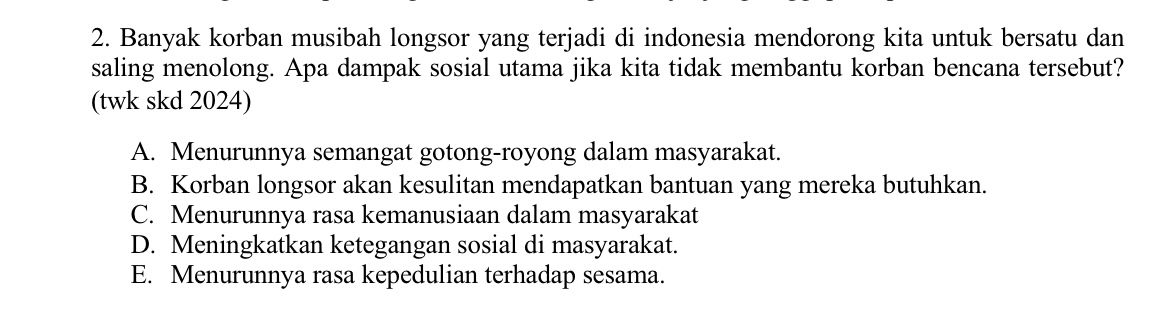 2. Banyak korban musibah longsor yang terjadi di indonesia mendorong kita untuk bersatu dan
saling menolong. Apa dampak sosial utama jika kita tidak membantu korban bencana tersebut?
(twk skd 2024)
A. Menurunnya semangat gotong-royong dalam masyarakat.
B. Korban longsor akan kesulitan mendapatkan bantuan yang mereka butuhkan.
C. Menurunnya rasa kemanusiaan dalam masyarakat
D. Meningkatkan ketegangan sosial di masyarakat.
E. Menurunnya rasa kepedulian terhadap sesama.